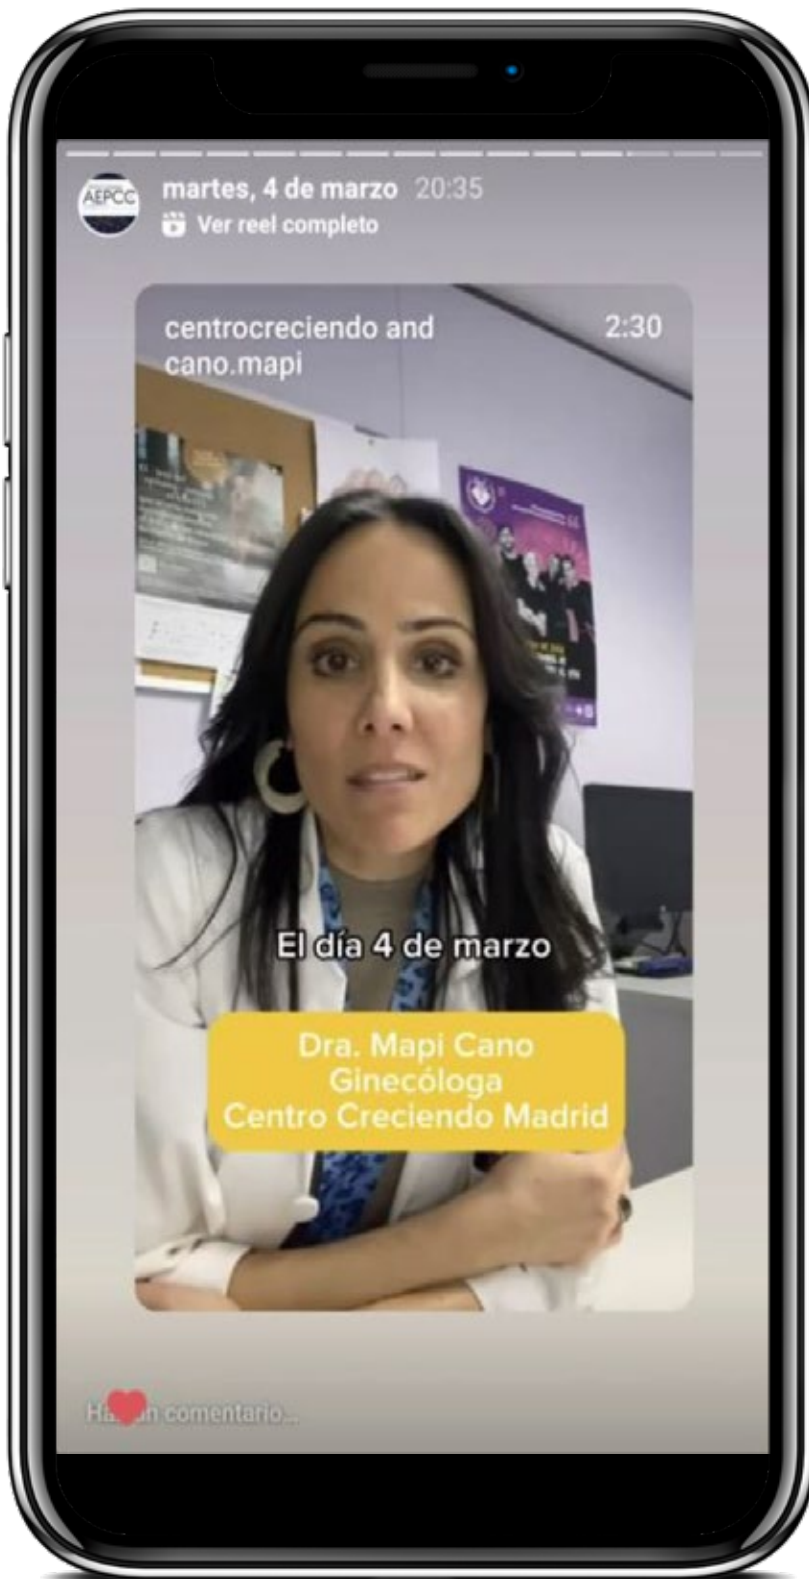 AEPCC
martes, 4 de marzo 20:35
Ver reel completo
centrocreciendo and
cano.mapi
2:30
El día 4 de marzo
Dra. Mapi Cano
Ginecóloga
Centro Creciendo Madrid
comentario...